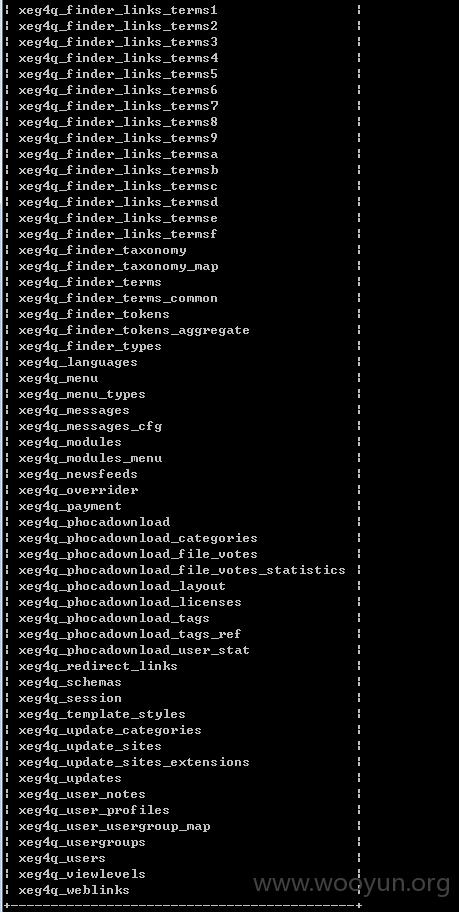 ¦ xeg4q_finder_links_terms1 ¦
¦ xeg4q_finder_links_terms2 ¦
¦ xeg4q_finder_links_terms3 ¦
¦ xeg4q_finder_links_terms4 ¦
¦ xeg4q_finder_links_terms5 ¦
¦ xeg4q_finder_links_terms6 ¦
¦ xeg4q_finder_links_terms7 ¦
¦ xeg4q_finder_links_terms8 ¦
¦ xeg4q_finder_links_terms9 ¦
¦ xeg4q_finder_links_termsa ¦
¦ xeg4q_finder_links_termsb ¦
¦ xeg4q_finder_links_termsc ¦
¦ xeg4q_finder_links_termsd ¦
¦ xeg4q_finder_links_termse ¦
¦ xeg4q_finder_links_termsf ¦
¦ xeg4q_finder_taxonomy ¦
¦ xeg4q_finder_taxonomy_map ¦
¦ xeg4q_finder_terms ¦
¦ xeg4q_finder_terms_common ¦
¦ xeg4q_finder_tokens ¦
¦ xeg4q_finder_tokens_aggregate ¦
¦ xeg4q_finder_types ¦
¦ xeg4q_languages ¦
¦ xeg4q_menu ¦
¦ xeg4q_menu_types ¦
¦ xeg4q_messages ¦
¦ xeg4q_messages_cfg ¦
¦ xeg4q_modules ¦
¦ xeg4q_modules_menu ¦
¦ xeg4q_newsfeeds ¦
¦ xeg4q_overrider ¦
¦ xeg4q_payment ¦
¦ xeg4q_phocadownload ¦
¦ xeg4q_phocadownload_categories ¦
¦ xeg4q_phocadownload_file_votes ¦
¦ xeg4q_phocadownload_file_votes_statistics ¦
¦ xeg4q_phocadownload_layout ¦
¦ xeg4q_phocadownload_licenses ¦
¦ xeg4q_phocadownload_tags ¦
¦ xeg4q_phocadownload_tags_ref ¦
¦ xeg4q_phocadownload_user_stat ¦
¦ xeg4q_redirect_links ¦
¦ xeg4q_schemas ¦
¦ xeg4q_session ¦
¦ xeg4q_template_styles ¦
¦ xeg4q_update_categories ¦
¦ xeg4q_update_sites ¦
¦ xeg4q_update_sites_extensions ¦
¦ xeg4q_updates ¦
¦ xeg4q_user_notes ¦
¦ xeg4q_user_profiles ¦
¦ xeg4q_user_usergroup_map ¦
¦ xeg4q_usergroups ¦
¦ xeg4q_users ¦
¦ xeg4q_viewlevels ¦
¦ xeg4q_weblinks ¦
+-------------------------------------------+
www.wooyun.org